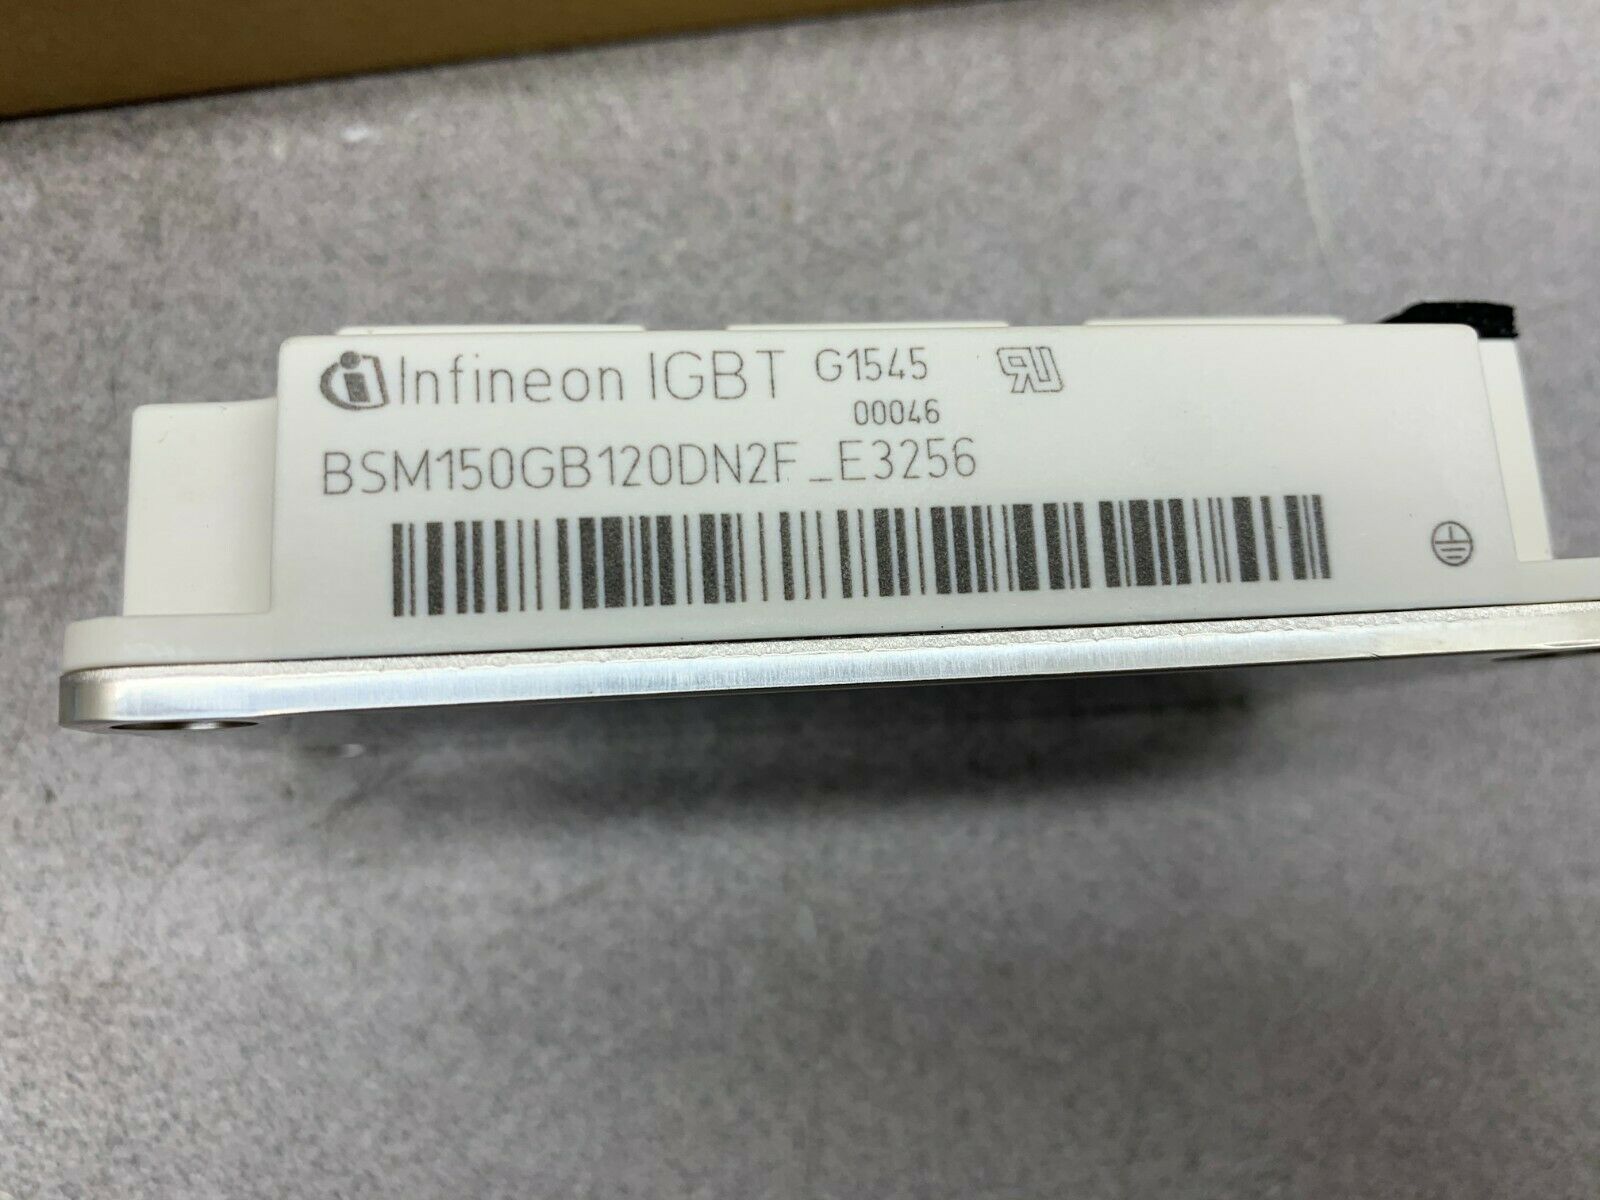 Infineon IGBT G1545
00046
BSM150GB120DN2F_E3256